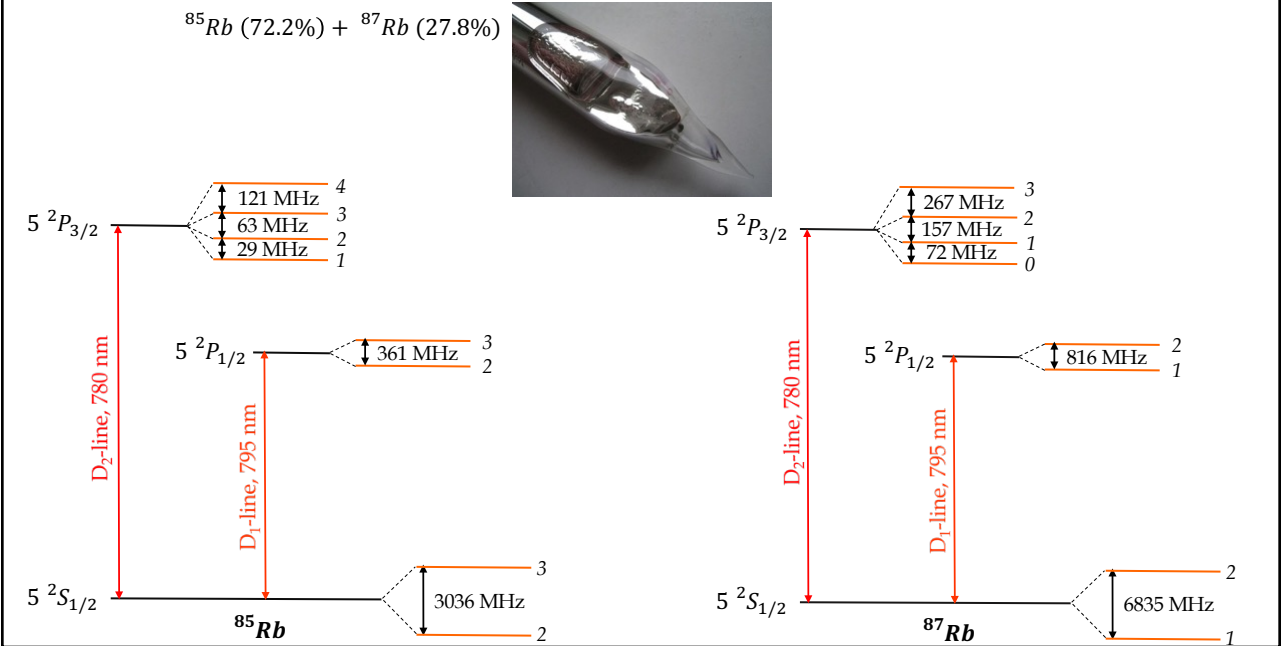 ⁸⁵Rb (72.2%) + ⁸⁷Rb (27.8%)
5 ²P₃/₂
121 MHz
63 MHz
29 MHz
4
3
2
1
5 ²P₁/₂
361 MHz
3
2
D₂-line, 780 nm
D₁-line, 795 nm
5 ²S₁/₂
3036 MHz
3
2
⁸⁵Rb
5 ²P₃/₂
267 MHz
157 MHz
72 MHz
3
2
1
0
5 ²P₁/₂
816 MHz
2
1
D₂-line, 780 nm
D₁-line, 795 nm
5 ²S₁/₂
6835 MHz
2
1
⁸⁷Rb